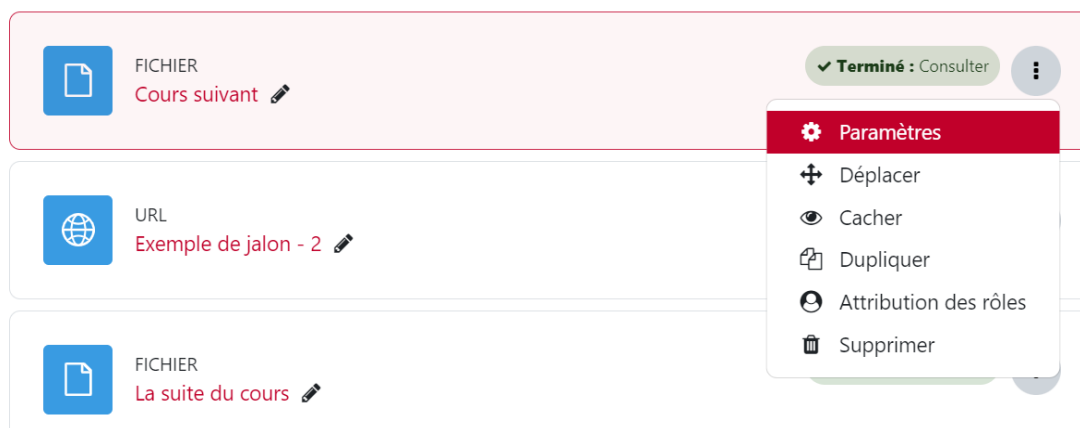 FICHIER
Cours suivant
Terminé : Consulter
Paramètres
Déplacer
Cacher
Dupliquer
Attribution des rôles
Supprimer
URL
Exemple de jalon - 2
FICHIER
La suite du cours